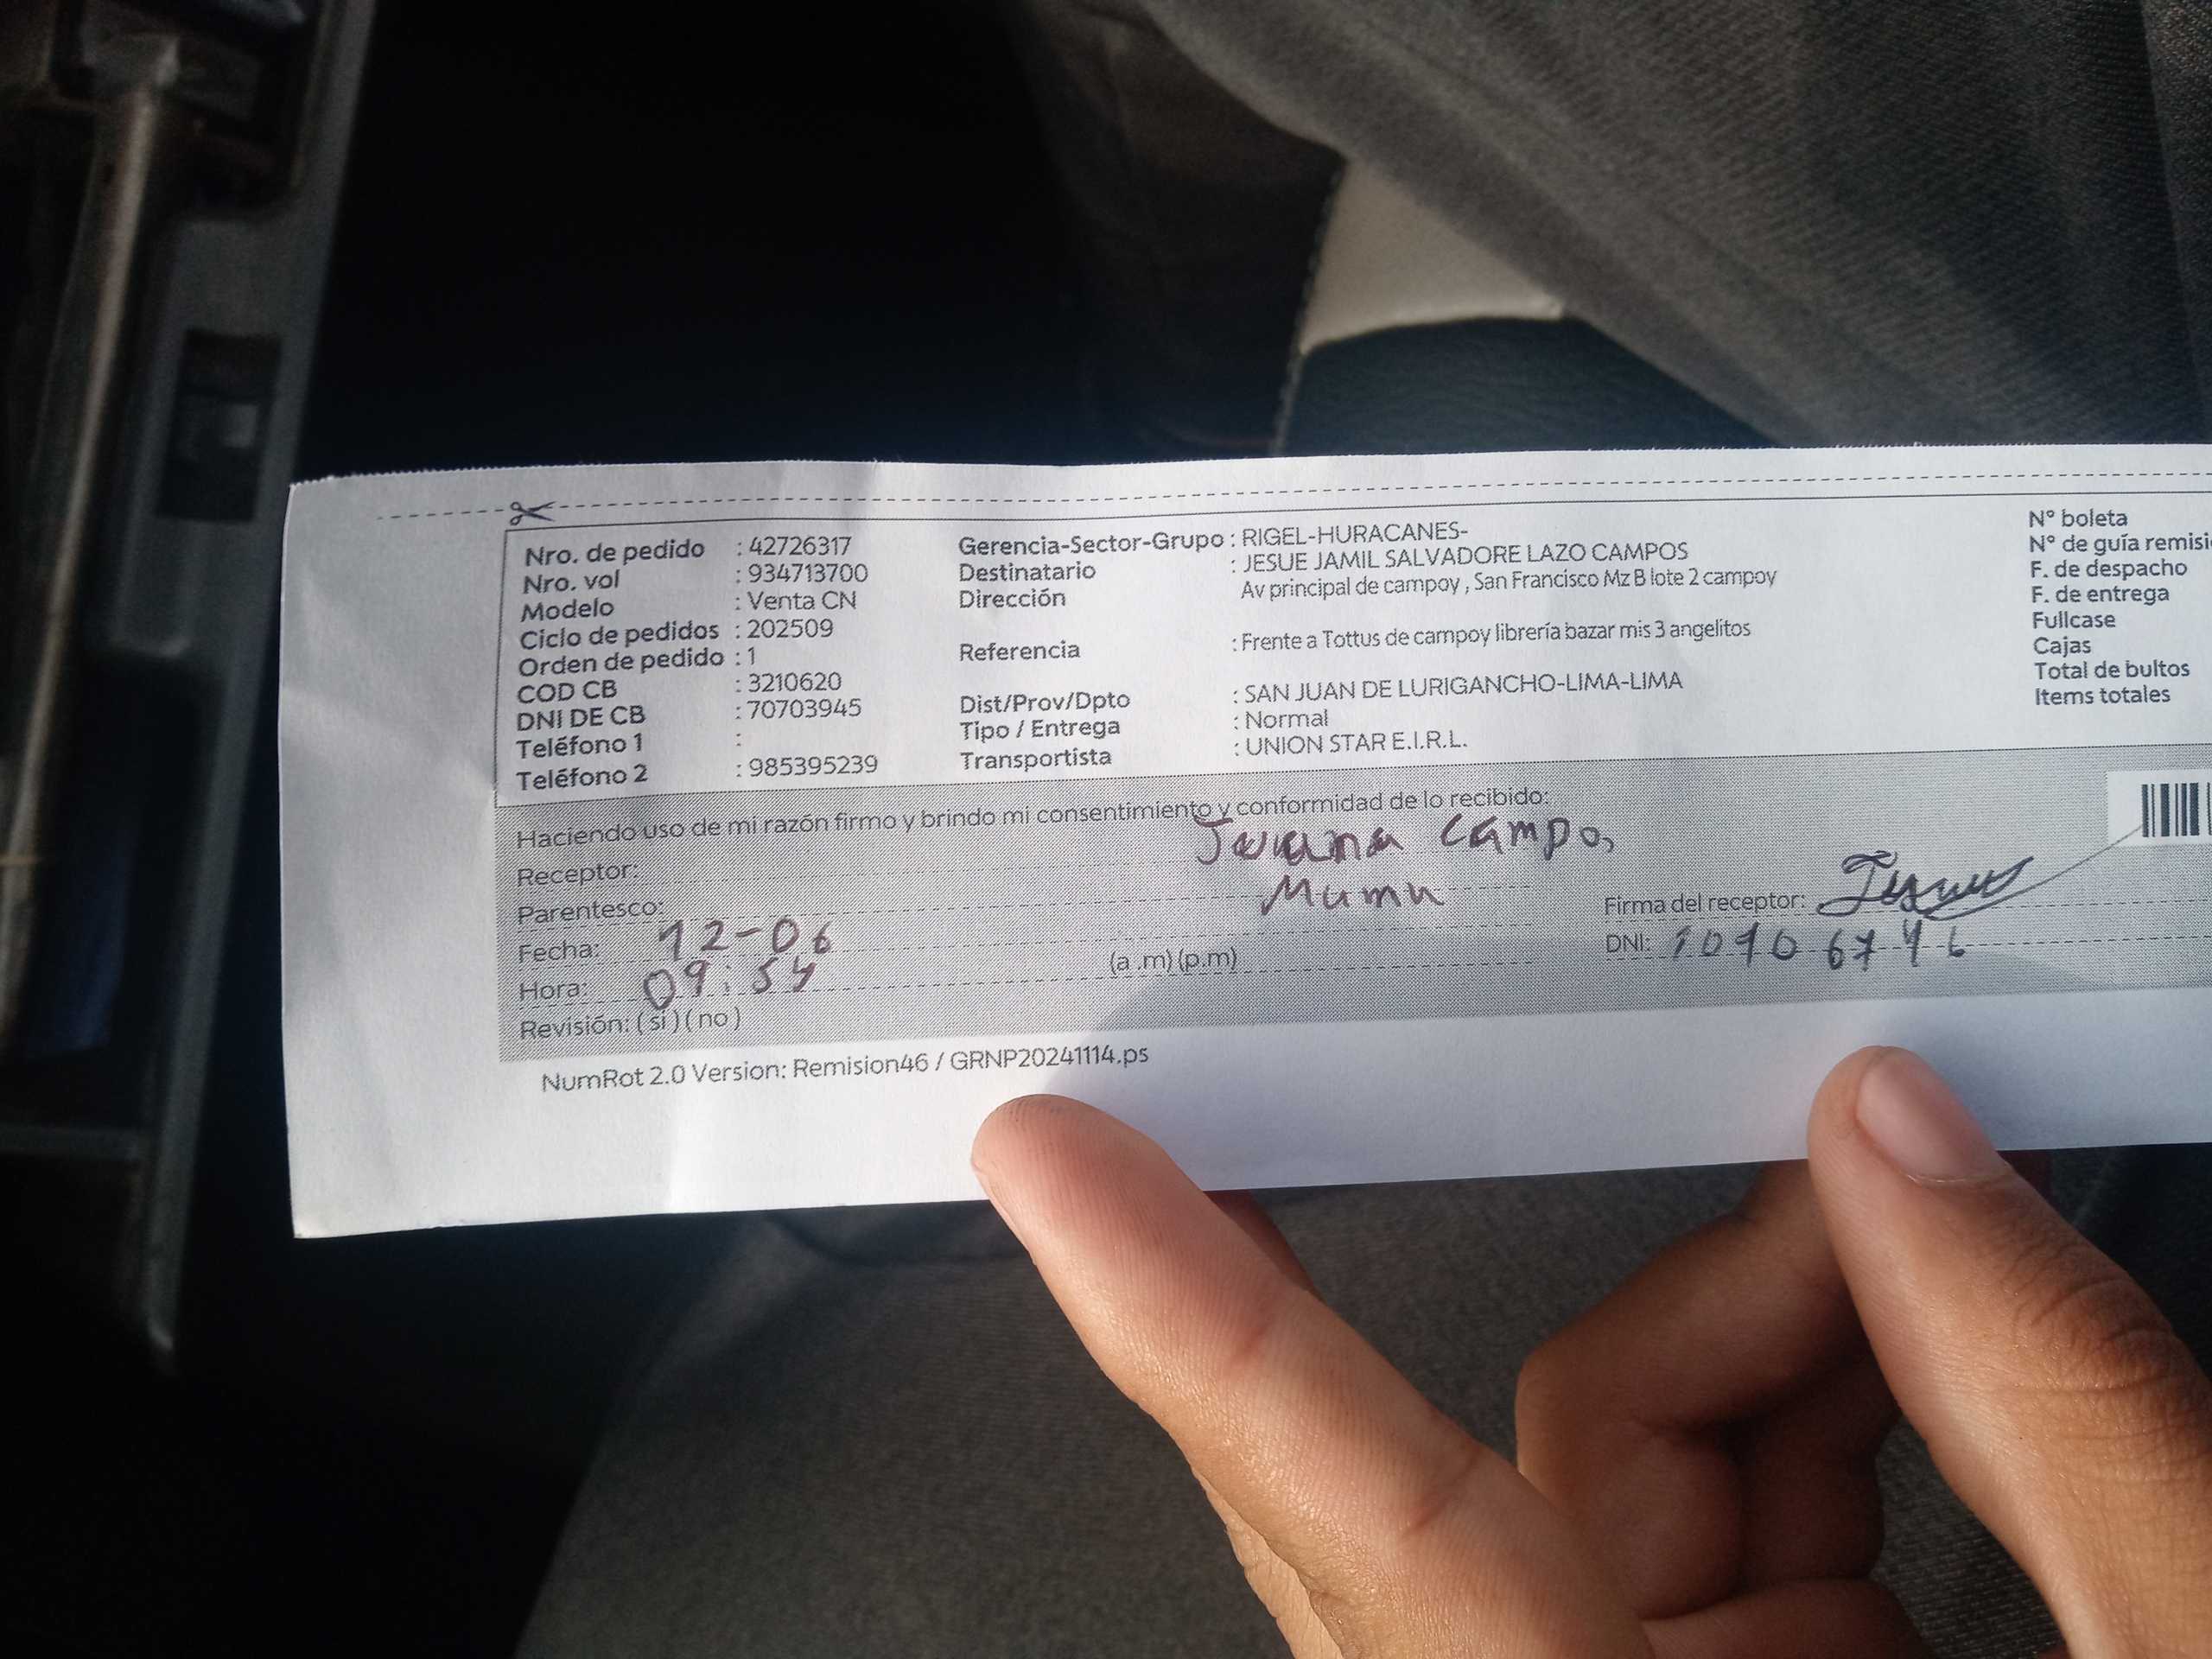 Nro. de pedido : 42726317
Nro. vol : 934713700
Modelo : Venta CN
Ciclo de pedidos : 202509
Orden de pedido : 1
COD CB : 3210620
DNI DE CB : 70703945
Teléfono 1 :
Teléfono 2 : 985395239
Gerencia-Sector-Grupo : RIGEL-HURACANES-
Destinatario : JESUE JAMIL SALVADORE LAZO CAMPOS
Dirección Av principal de campoy , San Francisco Mz B lote 2 campoy
Referencia : Frente a Tottus de campoy librería bazar mis 3 angelitos
Dist/Prov/Dpto : SAN JUAN DE LURIGANCHO-LIMA-LIMA
Tipo / Entrega : Normal
Transportista : UNION STAR E.I.R.L.
N° boleta
N° de guía remisi
F. de despacho
F. de entrega
Fullcase
Cajas
Total de bultos
Items totales
Haciendo uso de mi razón firmo y brindo mi consentimiento y conformidad de lo recibido:
Receptor: Campos
Parentesco: Mama
Fecha: 12-06
Hora: 09:54 (a .m) (p.m)
Revisión: ( si ) ( no )
Firma del receptor:
DNI:
NumRot 2.0 Version: Remision46 / GRNP20241114.ps